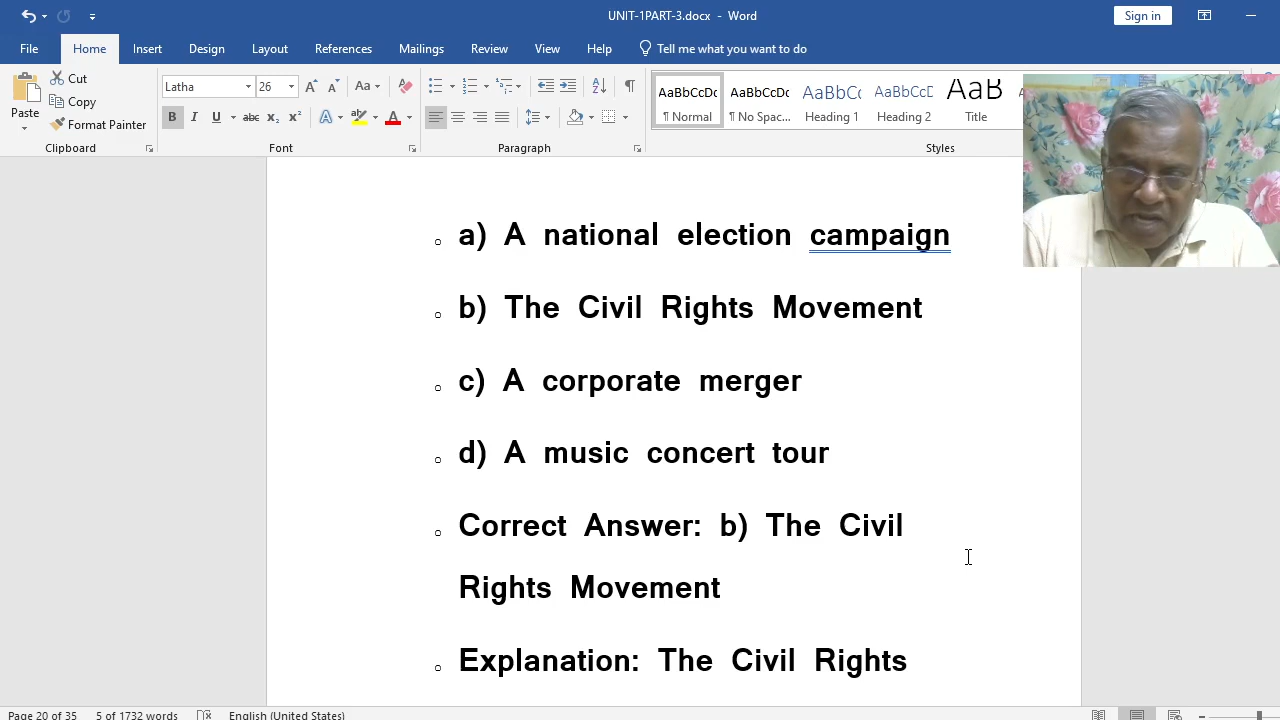 UNIT-1PART-3.docx - Word
Sign in
File Home Insert Design Layout References Mailings Review View Help Tell me what you want to do
Paste
Cut
Copy
Format Painter
Latha 26
AaBbCcDc AaBbCcDc AaBbCc AaBbCcD AaB
¶ Normal ¶ No Spac... Heading 1 Heading 2 Title
Clipboard Font Paragraph Styles
a) A national election campaign
b) The Civil Rights Movement
c) A corporate merger
d) A music concert tour
Correct Answer: b) The Civil
Rights Movement
Explanation: The Civil Rights
Page 20 of 35 5 of 1732 words English (United States)